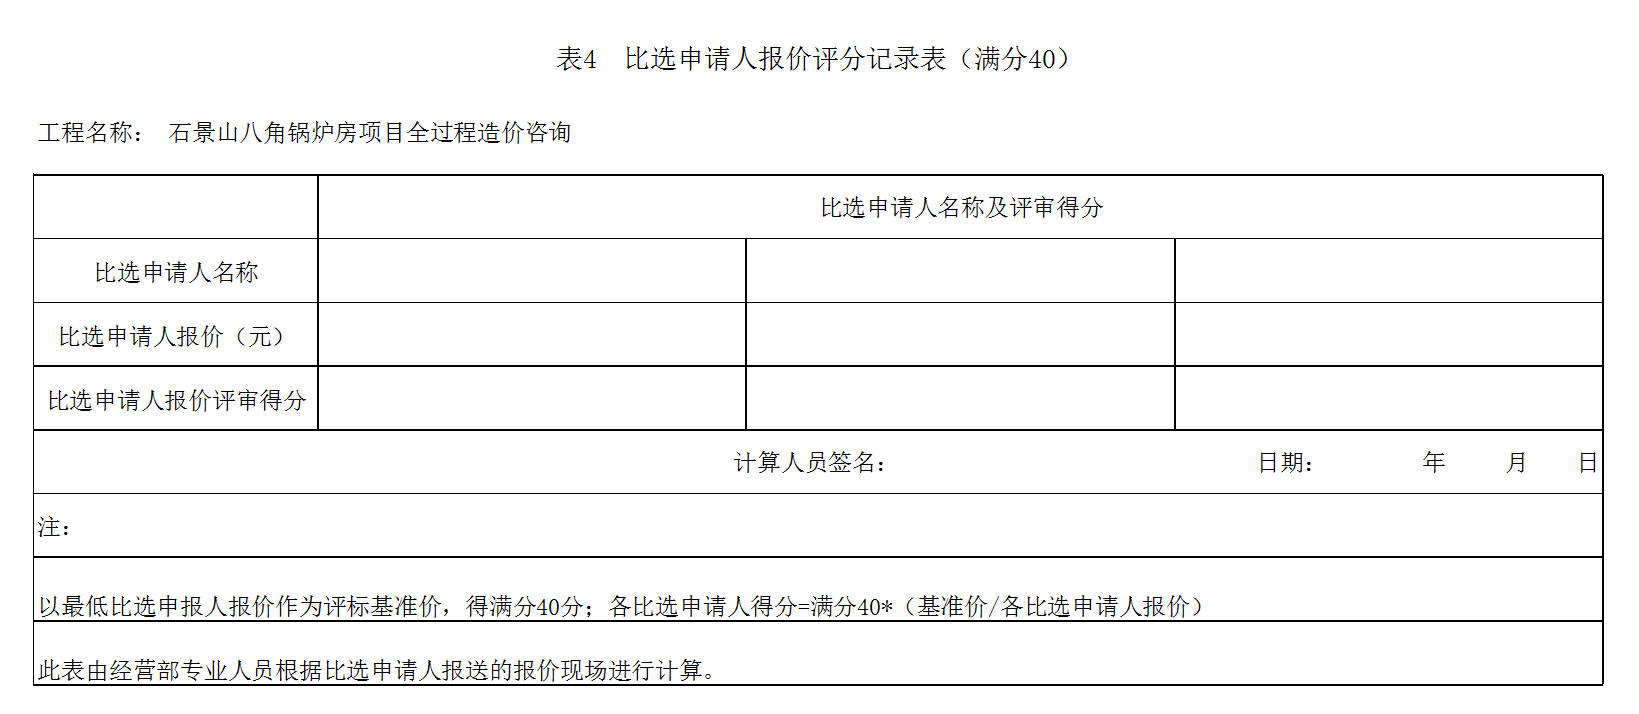 表4  比选申请人报价评分记录表（满分40）
工程名称： 石景山八角锅炉房项目全过程造价咨询
比选申请人名称及评审得分
比选申请人名称
比选申请人报价（元）
比选申请人报价评审得分
计算人员签名： 日期： 年 月 日
注：
以最低比选申报人报价作为评标基准价，得满分40分；各比选申请人得分=满分40*（基准价/各比选申请人报价）
此表由经营部专业人员根据比选申请人报送的报价现场进行计算。